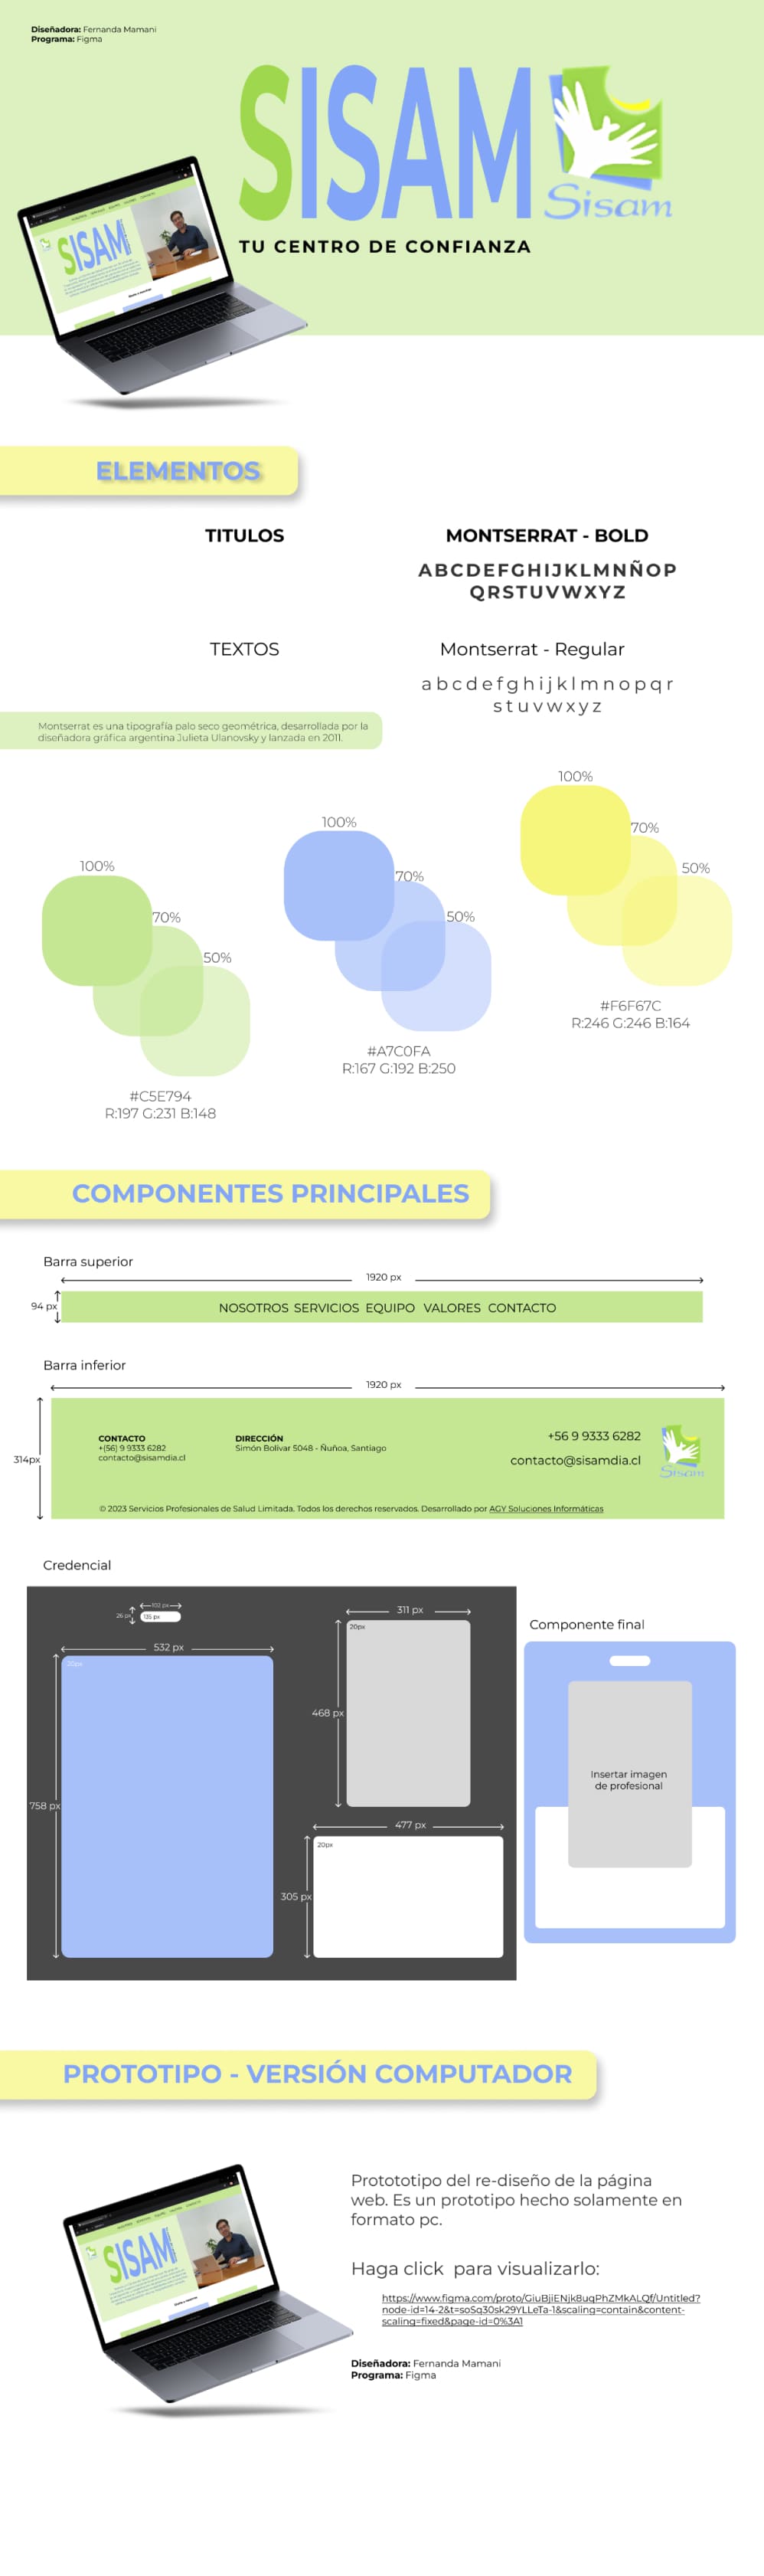 Diseñadora: Fernanda Mamani
Programa: Figma
SISAM
Sisam
TU CENTRO DE CONFIANZA
SISAM
ELEMENTOS
TITULOS
MONTSERRAT - BOLD
ABCDEFGHIJKLMNÑOP
QRSTUVWXYZ
TEXTOS
Montserrat - Regular
abcdefghijklmnopqr
stuvwxyz
Montserrat es una tipografía palo seco geométrica, desarrollada por la
diseñadora gráfica argentina Julieta Ulanovsky y lanzada en 2011.
100%
70%
50%
#C5E794
R:197 G:231 B:148
100%
70%
50%
#A7C0FA
R:167 G:192 B:250
100%
70%
50%
#F6F67C
R:246 G:246 B:164
COMPONENTES PRINCIPALES
Barra superior
1920 px
94 px
NOSOTROS SERVICIOS EQUIPO VALORES CONTACTO
Barra inferior
1920 px
314px
CONTACTO
+(56) 9 9333 6282
contacto@sisamdia.cl
DIRECCIÓN
Simón Bolivar 5048 - Ñuñoa, Santiago
+56 9 9333 6282
contacto@sisamdia.cl
Sisam
© 2023 Servicios Profesionales de Salud Limitada. Todos los derechos reservados. Desarrollado por AGY Soluciones Informáticas
Credencial
102 px
26 px
135 px
532 px
20px
758 px
311 px
20px
468 px
477 px
20px
305 px
Componente final
Insertar imagen
de profesional
PROTOTIPO - VERSIÓN COMPUTADOR
SISAM
Protototipo del re-diseño de la página
web. Es un prototipo hecho solamente en
formato pc.
Haga click para visualizarlo:
https://www.figma.com/proto/GiuBjiENjk8uqPhZMkALQf/Untitled?
node-id=14-2&t=soSq30sk29YLLeTa-1&scaling=contain&content-
scaling=fixed&page-id=0%3A1
Diseñadora: Fernanda Mamani
Programa: Figma